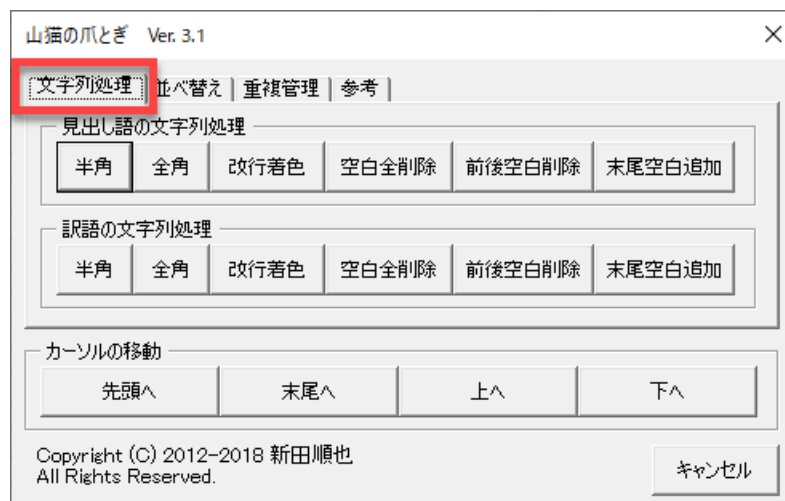 山猫の爪とぎ Ver. 3.1
文字列処理 並べ替え 重複管理 参考
見出し語の文字列処理
半角 全角 改行着色 空白全削除 前後空白削除 末尾空白追加
訳語の文字列処理
半角 全角 改行着色 空白全削除 前後空白削除 末尾空白追加
カーソルの移動
先頭へ 末尾へ 上へ 下へ
Copyright (C) 2012-2018 新田順也
All Rights Reserved.
キャンセル